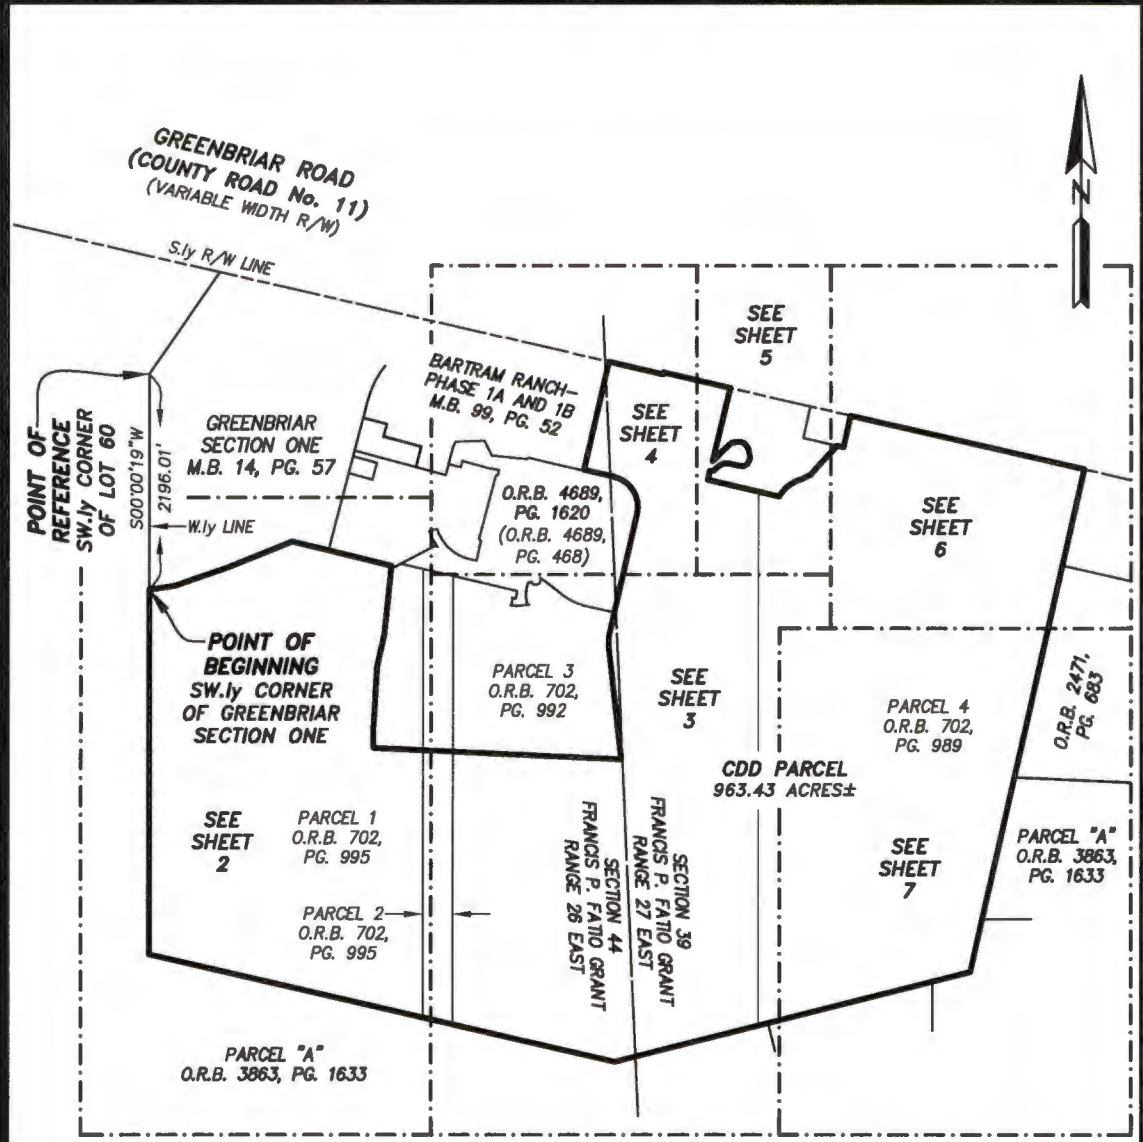 GREENBRIAR ROAD
(COUNTY ROAD No. 11)
(VARIABLE WIDTH R/W)
S.ly R/W LINE
N
SEE
SHEET
5
BARTRAM RANCH-
PHASE 1A AND 1B
M.B. 99, PG. 52
SEE
SHEET
4
GREENBRIAR
SECTION ONE
M.B. 14, PG. 57
POINT OF
REFERENCE
SW.ly CORNER
OF LOT 60
S00°00'19"W
2196.01'
W.ly LINE
O.R.B. 4689,
PG. 1620
(O.R.B. 4689,
PG. 468)
SEE
SHEET
6
POINT OF
BEGINNING
SW.ly CORNER
OF GREENBRIAR
SECTION ONE
PARCEL 3
O.R.B. 702,
PG. 992
SEE
SHEET
3
PARCEL 4
O.R.B. 702,
PG. 989
O.R.B. 2471,
PG. 683
CDD PARCEL
963.43 ACRES±
SEE
SHEET
2
PARCEL 1
O.R.B. 702,
PG. 995
SECTION 44
FRANCIS P. FATIO GRANT
RANGE 26 EAST
SECTION 39
FRANCIS P. FATIO GRANT
RANGE 27 EAST
SEE
SHEET
7
PARCEL "A"
O.R.B. 3863,
PG. 1633
PARCEL 2
O.R.B. 702,
PG. 995
PARCEL "A"
O.R.B. 3863, PG. 1633